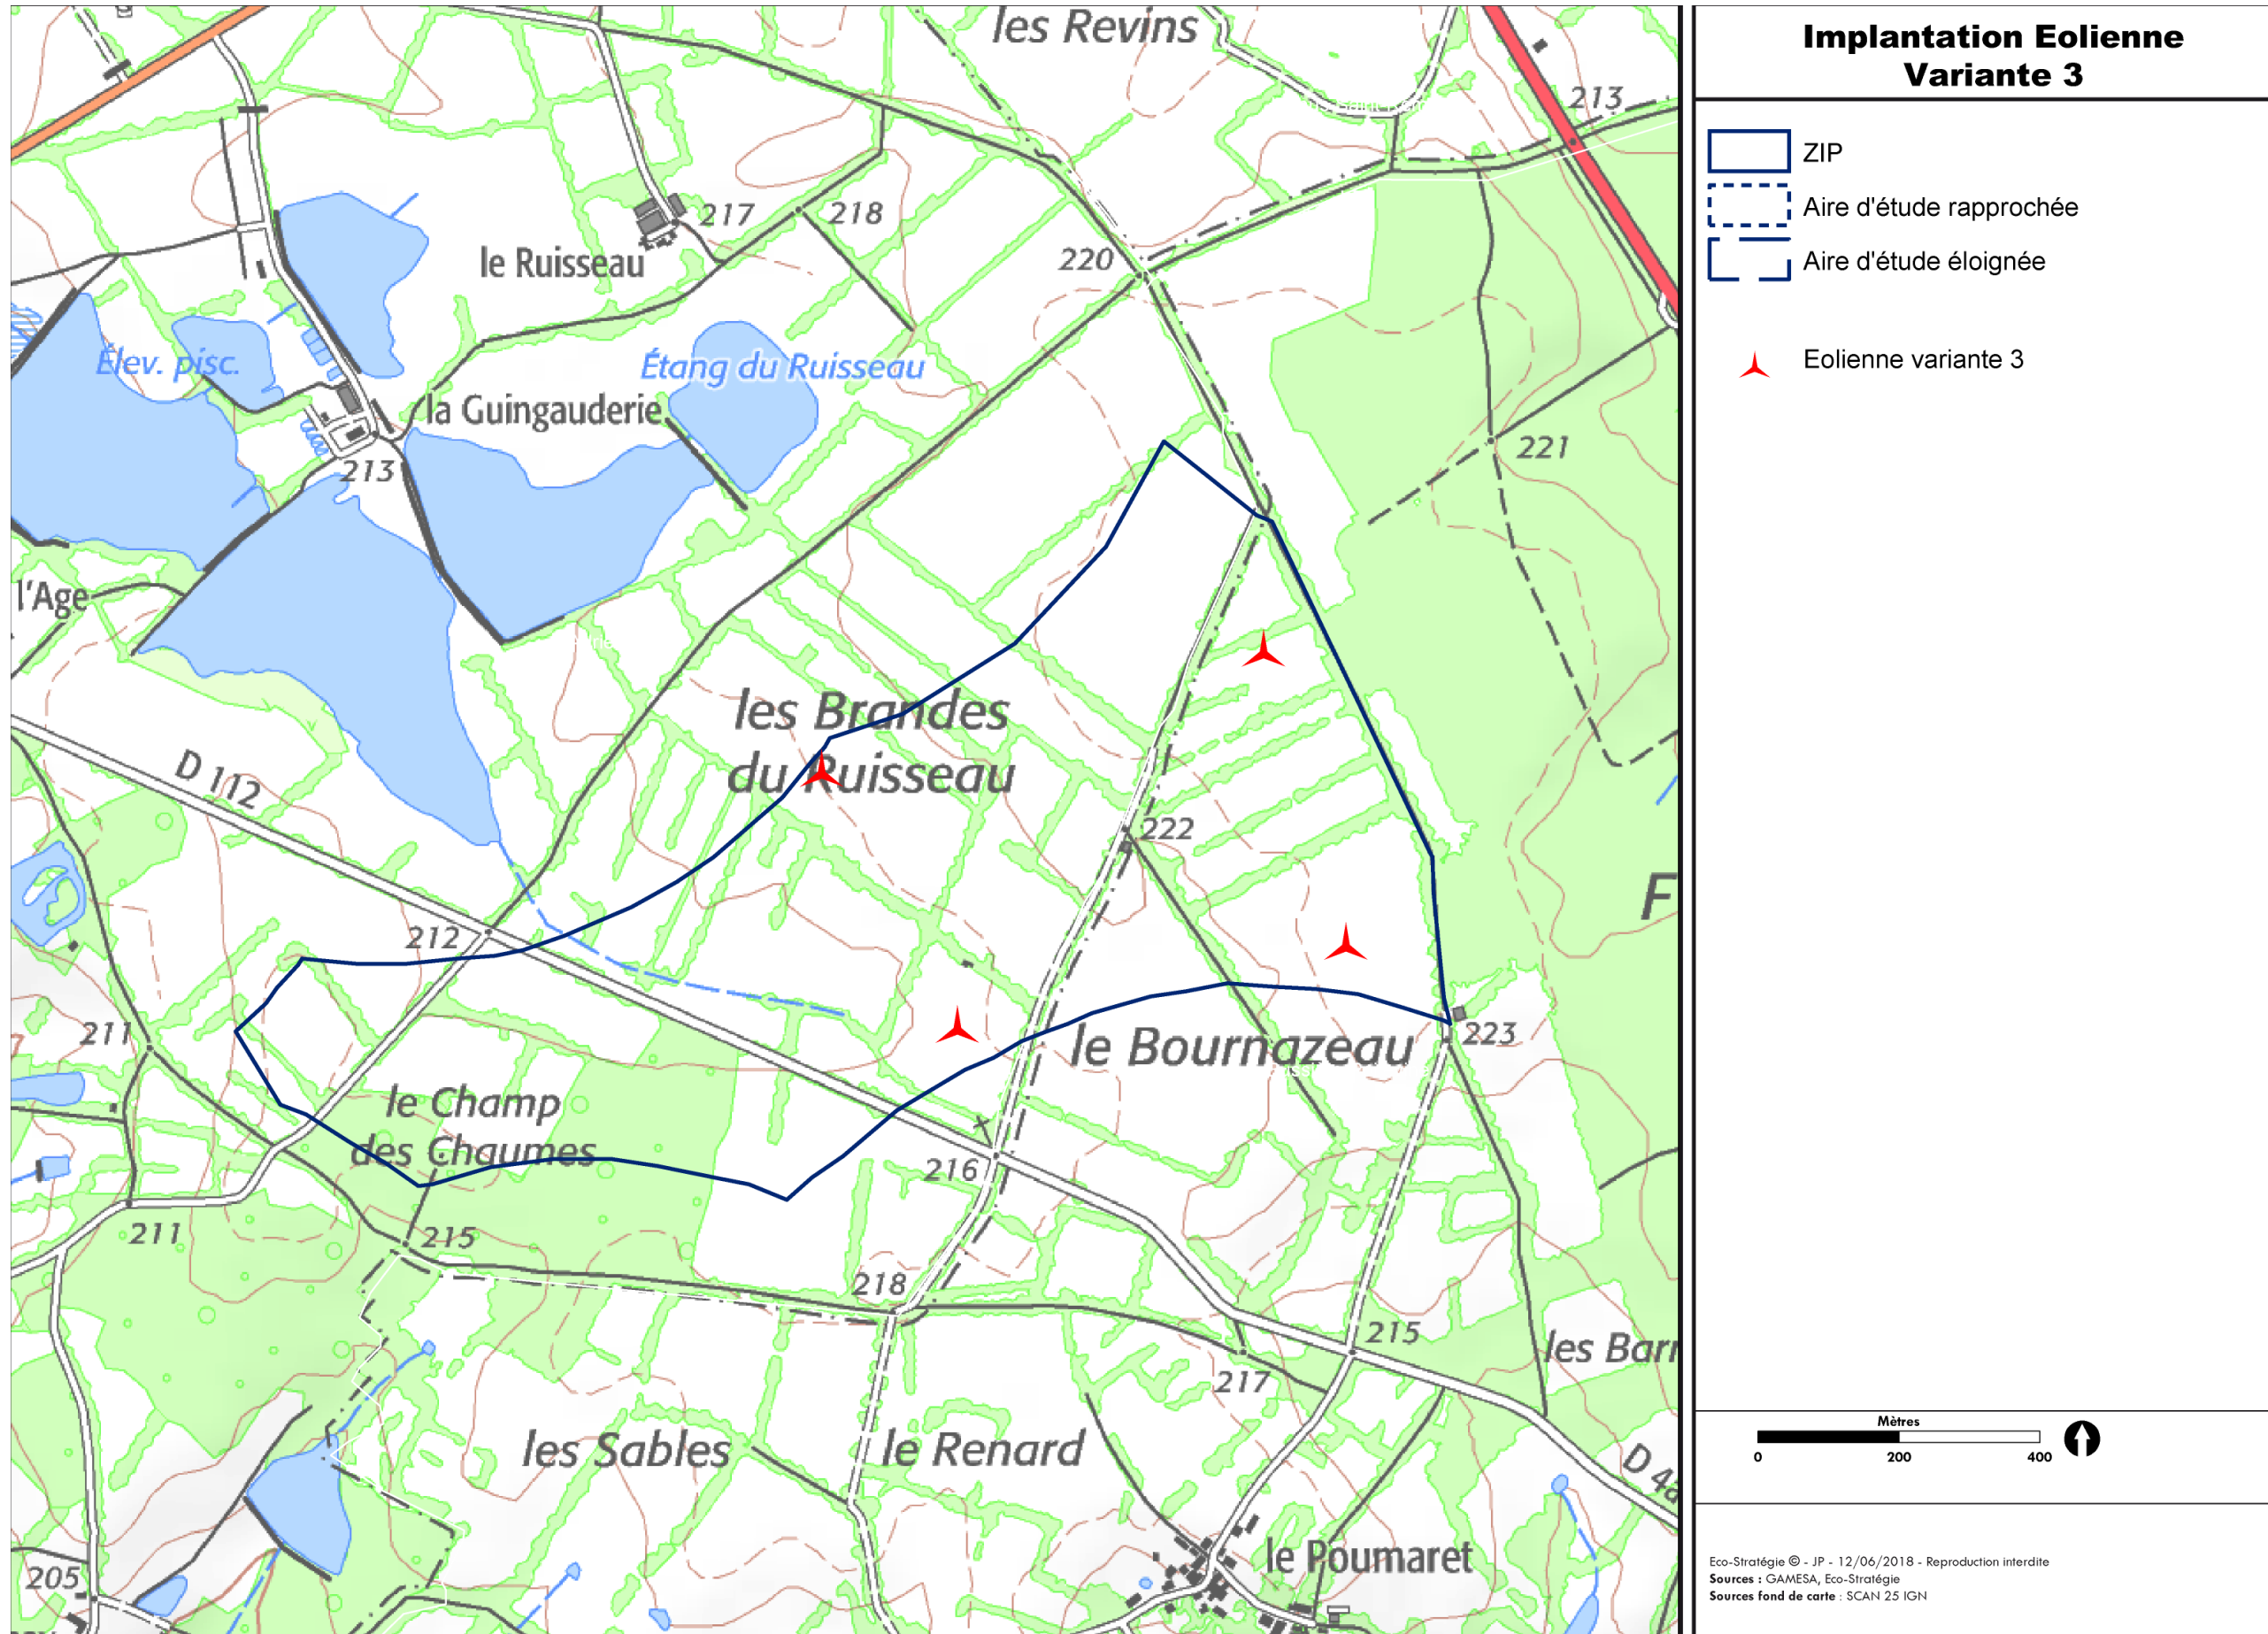 Implantation Eolienne
Variante 3
ZIP
Aire d'étude rapprochée
Aire d'étude éloignée
Eolienne variante 3
Mètres
0 200 400
Eco-Stratégie © - JP - 12/06/2018 - Reproduction interdite
Sources : GAMESA, Eco-Stratégie
Sources fond de carte : SCAN 25 IGN
les Revins
213
217
218
le Ruisseau
220
Élev. pisc.
Étang du Ruisseau
la Guingauderie
213
221
l'Age
les Brandes
du Ruisseau
D 112
222
F
212
211
le Bournazeau
223
le Champ
des Chaumes
216
211
215
218
215
217
les Barr
les Sables
le Renard
D 4a
le Poumaret
205